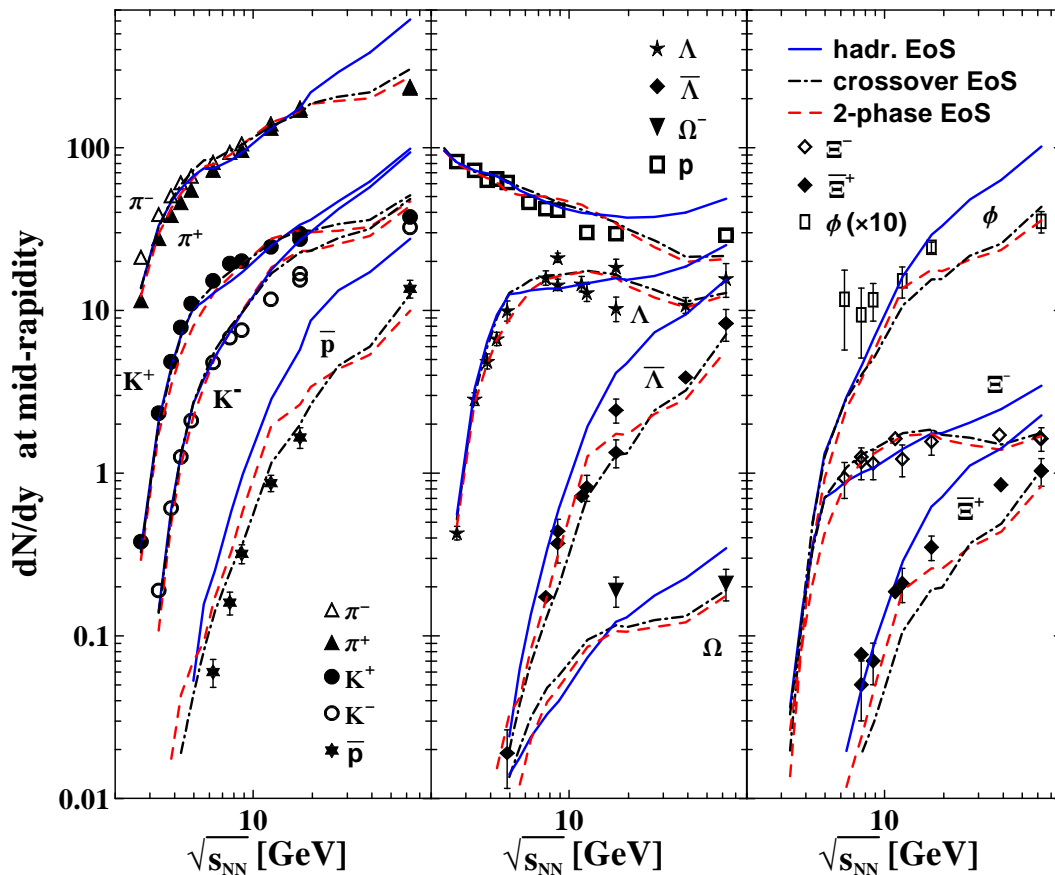 dN/dy at mid-rapidity
100
10
1
0.1
0.01
π⁻
π⁺
K⁺
K⁻
p̅
π⁻
π⁺
K⁺
K⁻
p̅
10
√s_NN [GeV]
Λ
Λ̅
Ω⁻
p
Λ
Λ̅
Ω
10
√s_NN [GeV]
hadr. EoS
crossover EoS
2-phase EoS
Ξ⁻
Ξ̅⁺
ϕ (×10)
ϕ
Ξ⁻
Ξ̅⁺
10
√s_NN [GeV]